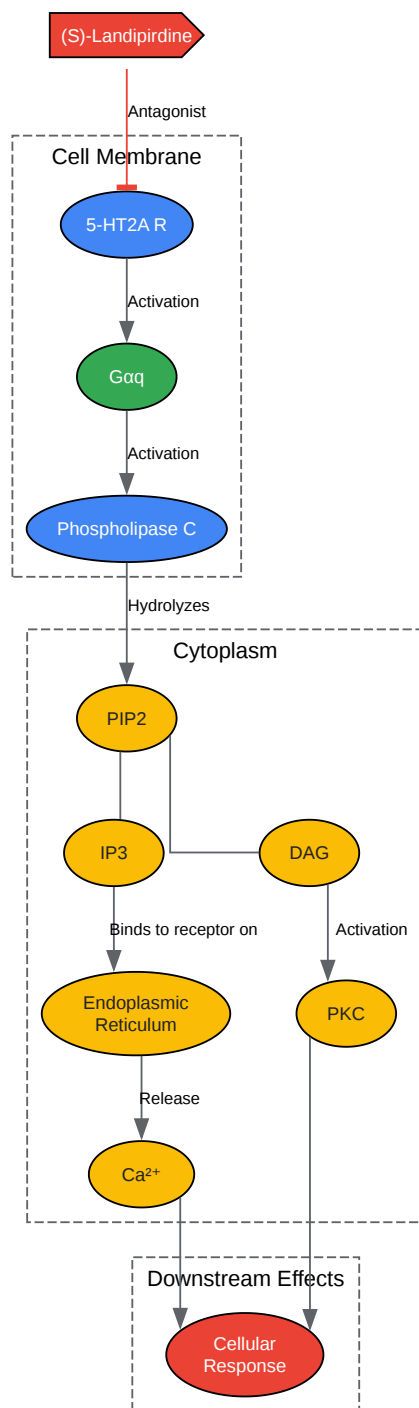 (S)-Landipirdine
Antagonist
Cell Membrane
5-HT2A R
Activation
Gαq
Activation
Phospholipase C
Hydrolyzes
Cytoplasm
PIP2
IP3
DAG
Binds to receptor on
Activation
Endoplasmic
Reticulum
PKC
Release
Ca²⁺
Downstream Effects
Cellular
Response